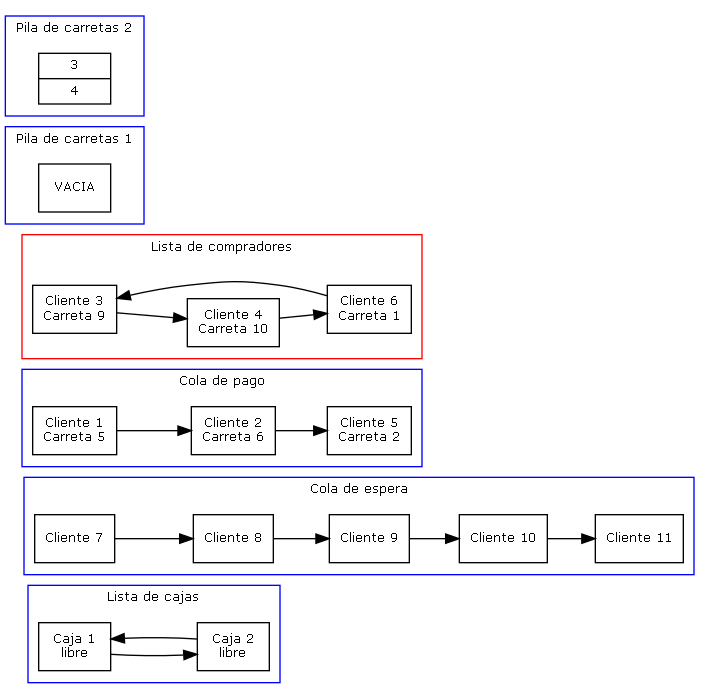 Pila de carretas 2
3
4
Pila de carretas 1
VACIA
Lista de compradores
Cliente 3
Carreta 9
Cliente 4
Carreta 10
Cliente 6
Carreta 1
Cola de pago
Cliente 1
Carreta 5
Cliente 2
Carreta 6
Cliente 5
Carreta 2
Cola de espera
Cliente 7
Cliente 8
Cliente 9
Cliente 10
Cliente 11
Lista de cajas
Caja 1
libre
Caja 2
libre